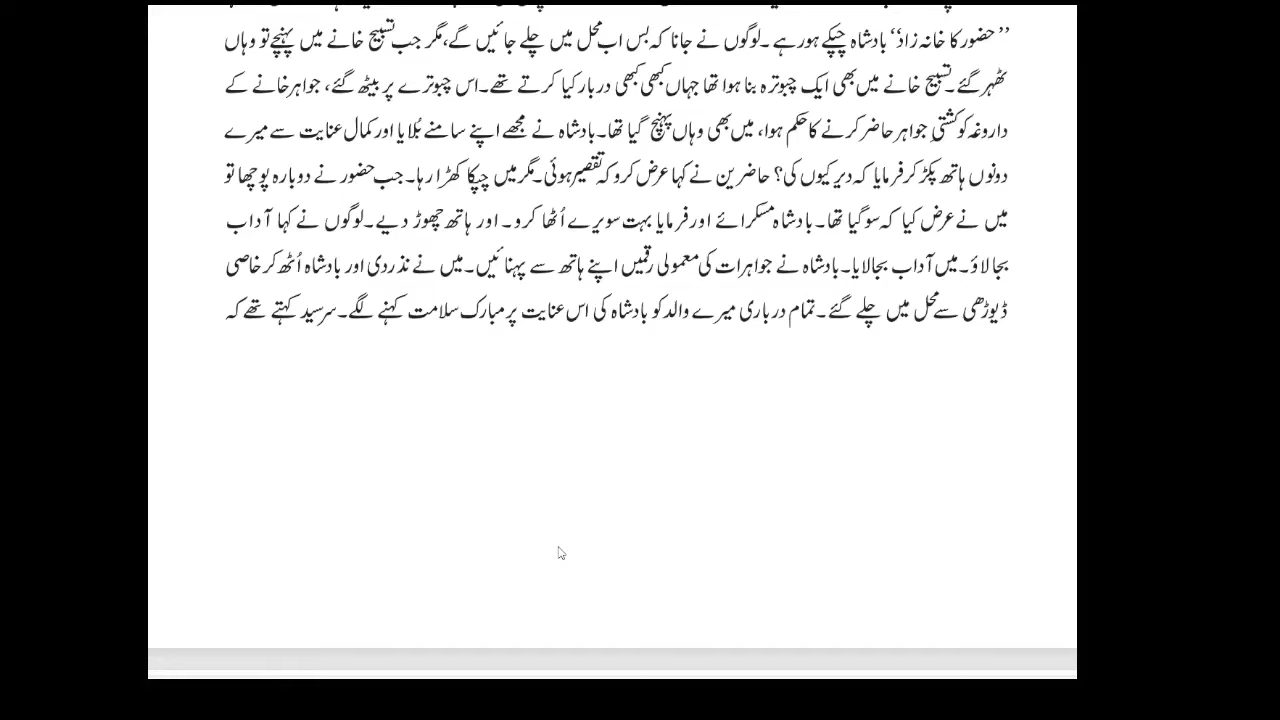 ’’ حضور کا خانہ زاد‘‘ بادشاہ چپکے ہو رہے ۔ لوگوں نے جانا کہ بس اب محل میں چلے جائیں گے، مگر جب تسبیح خانے میں پہنچے تو وہاں
ٹھہر گئے ۔ تسبیح خانے میں بھی ایک چبوترہ بنا ہوا تھا جہاں کبھی کبھی دربار کیا کرتے تھے۔ اس چبوترے پر بیٹھ گئے، جواہر خانے کے
داروغہ کو کشتیِ جواہر حاضر کرنے کا حکم ہوا، میں بھی وہاں پہنچ گیا تھا۔ بادشاہ نے مجھے اپنے سامنے بُلایا اور کمال عنایت سے میرے
دونوں ہاتھ پکڑ کر فرمایا کہ دیر کیوں کی؟ حاضرین نے کہا عرض کرو کہ تقصیر ہوئی۔ مگر میں چپکا کھڑا رہا۔ جب حضور نے دوبارہ پوچھا تو
میں نے عرض کیا کہ سو گیا تھا۔ بادشاہ مسکرائے اور فرمایا بہت سویرے اُٹھا کرو۔ اور ہاتھ چھوڑ دیے۔ لوگوں نے کہا آداب
بجا لاؤ۔ میں آداب بجا لایا۔ بادشاہ نے جواہرات کی معمولی رقمیں اپنے ہاتھ سے پہنائیں۔ میں نے نذر دی اور بادشاہ اُٹھ کر خاصی
ڈیوڑھی سے محل میں چلے گئے۔ تمام درباری میرے والد کو بادشاہ کی اس عنایت پر مبارک سلامت کہنے لگے۔ سرسید کہتے تھے کہ